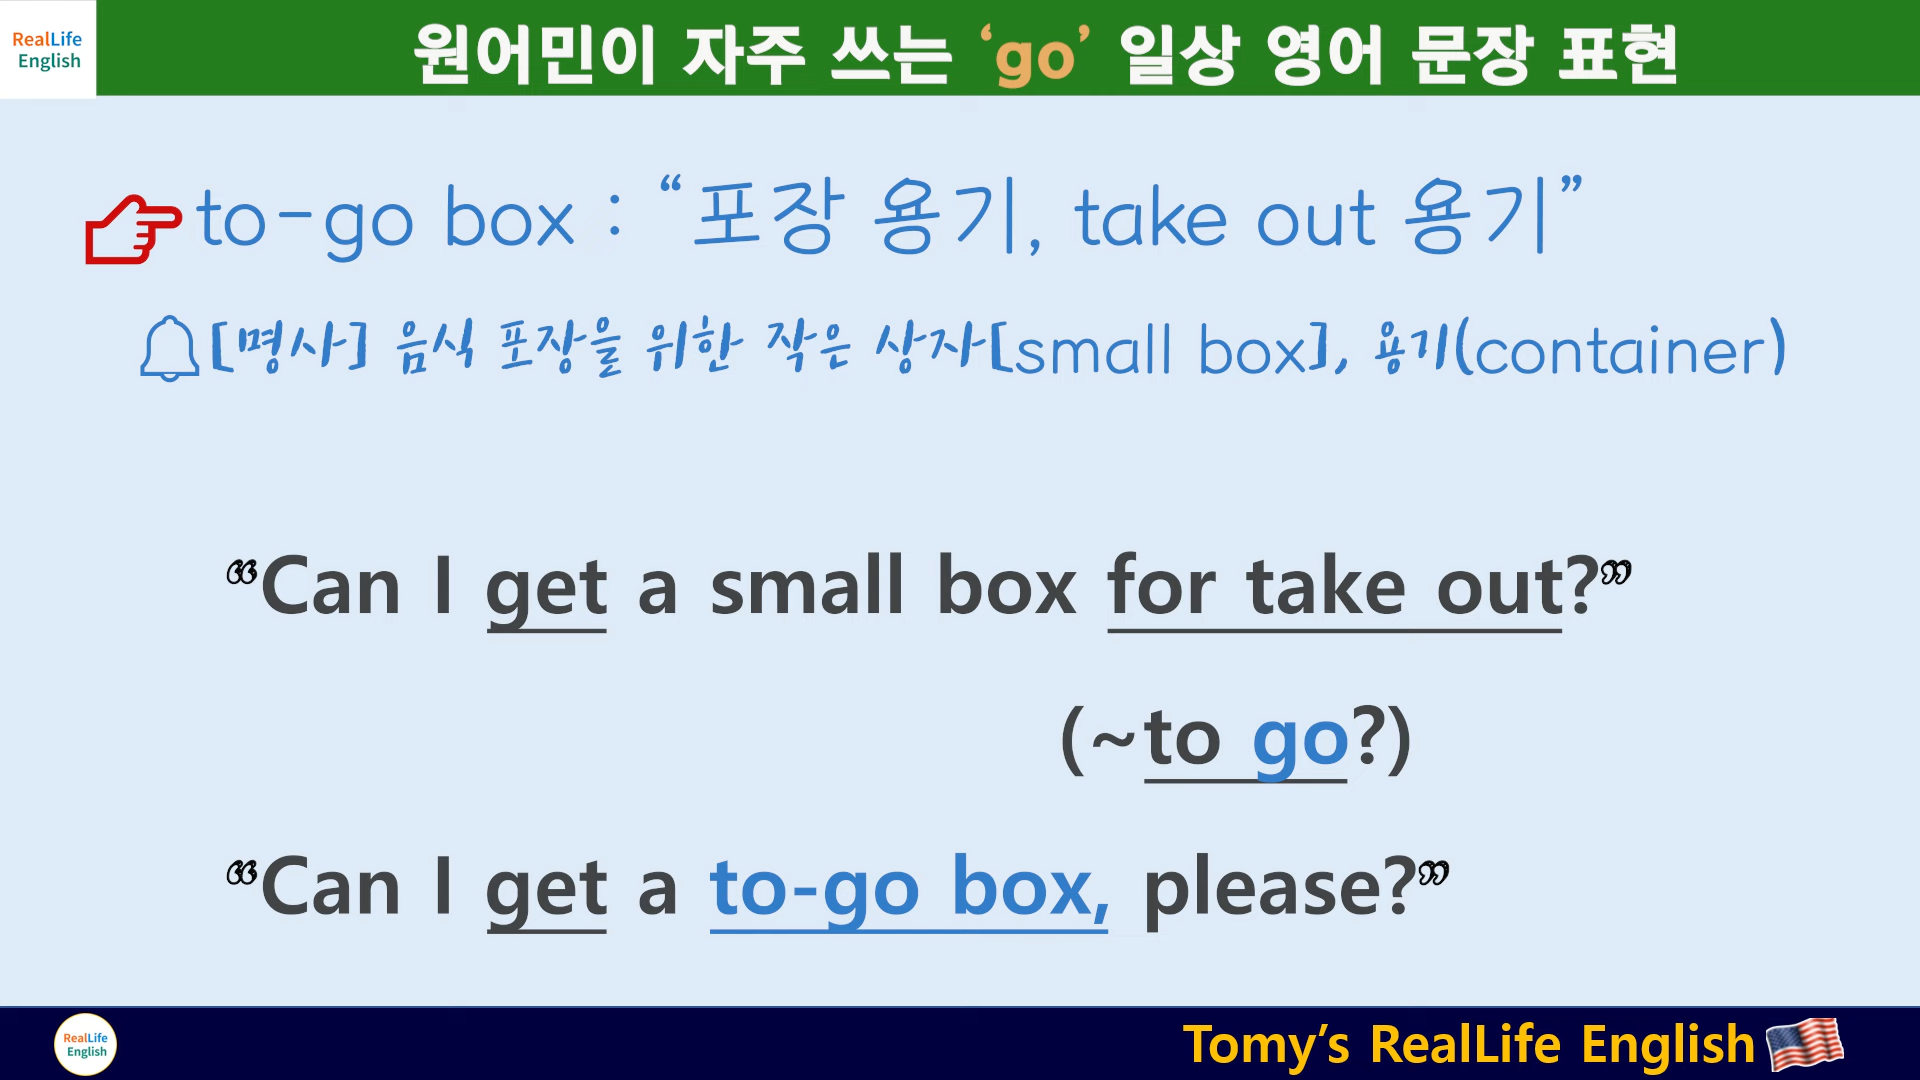 RealLife
English
원어민이 자주 쓰는 ‘go’ 일상 영어 문장 표현
to-go box : “포장 용기, take out 용기”
[명사] 음식 포장을 위한 작은 상자[small box], 용기(container)
“Can I get a small box for take out?”
(~to go?)
“Can I get a to-go box, please?”
RealLife
English
Tomy’s RealLife English